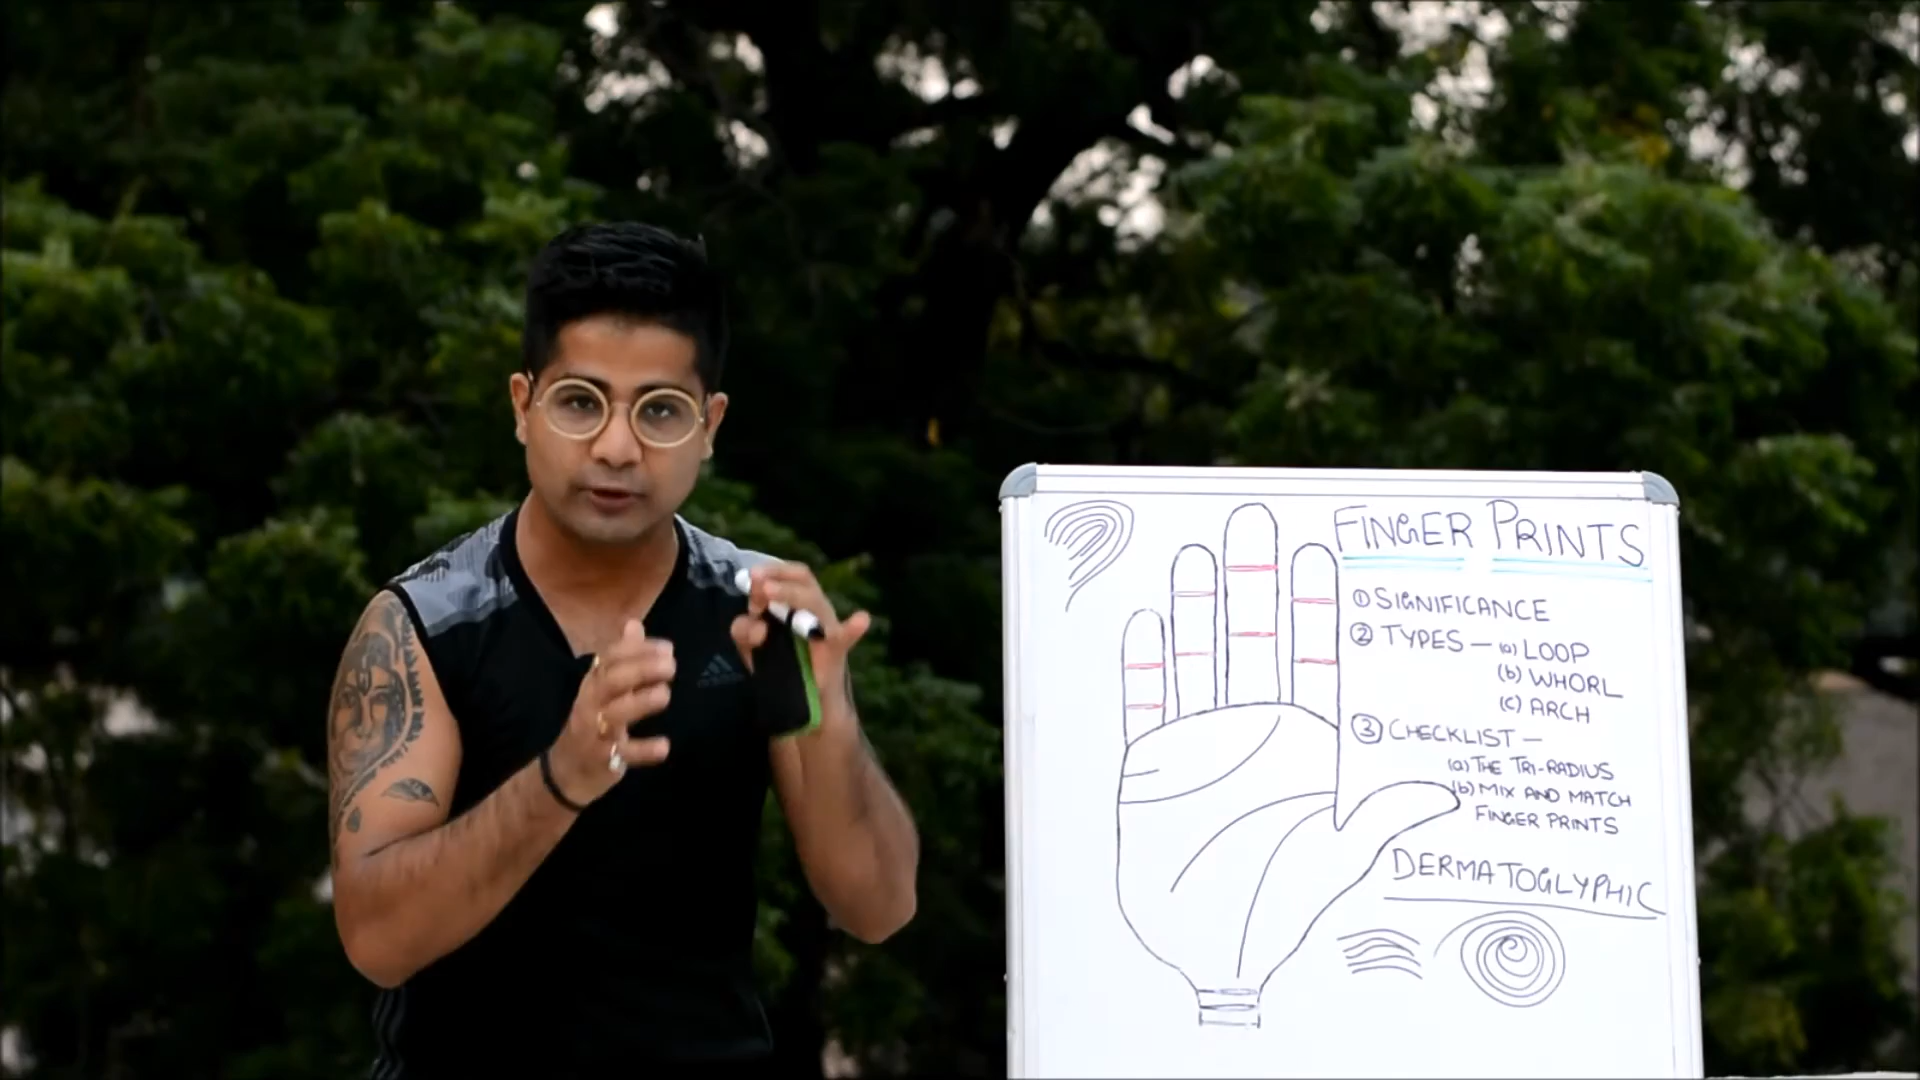 FINGER PRINTS
① SIGNIFICANCE
② TYPES — (a) LOOP
(b) WHORL
(c) ARCH
③ CHECKLIST —
(a) THE TRI-RADIUS
(b) MIX AND MATCH
FINGER PRINTS
DERMATOGLYPHIC